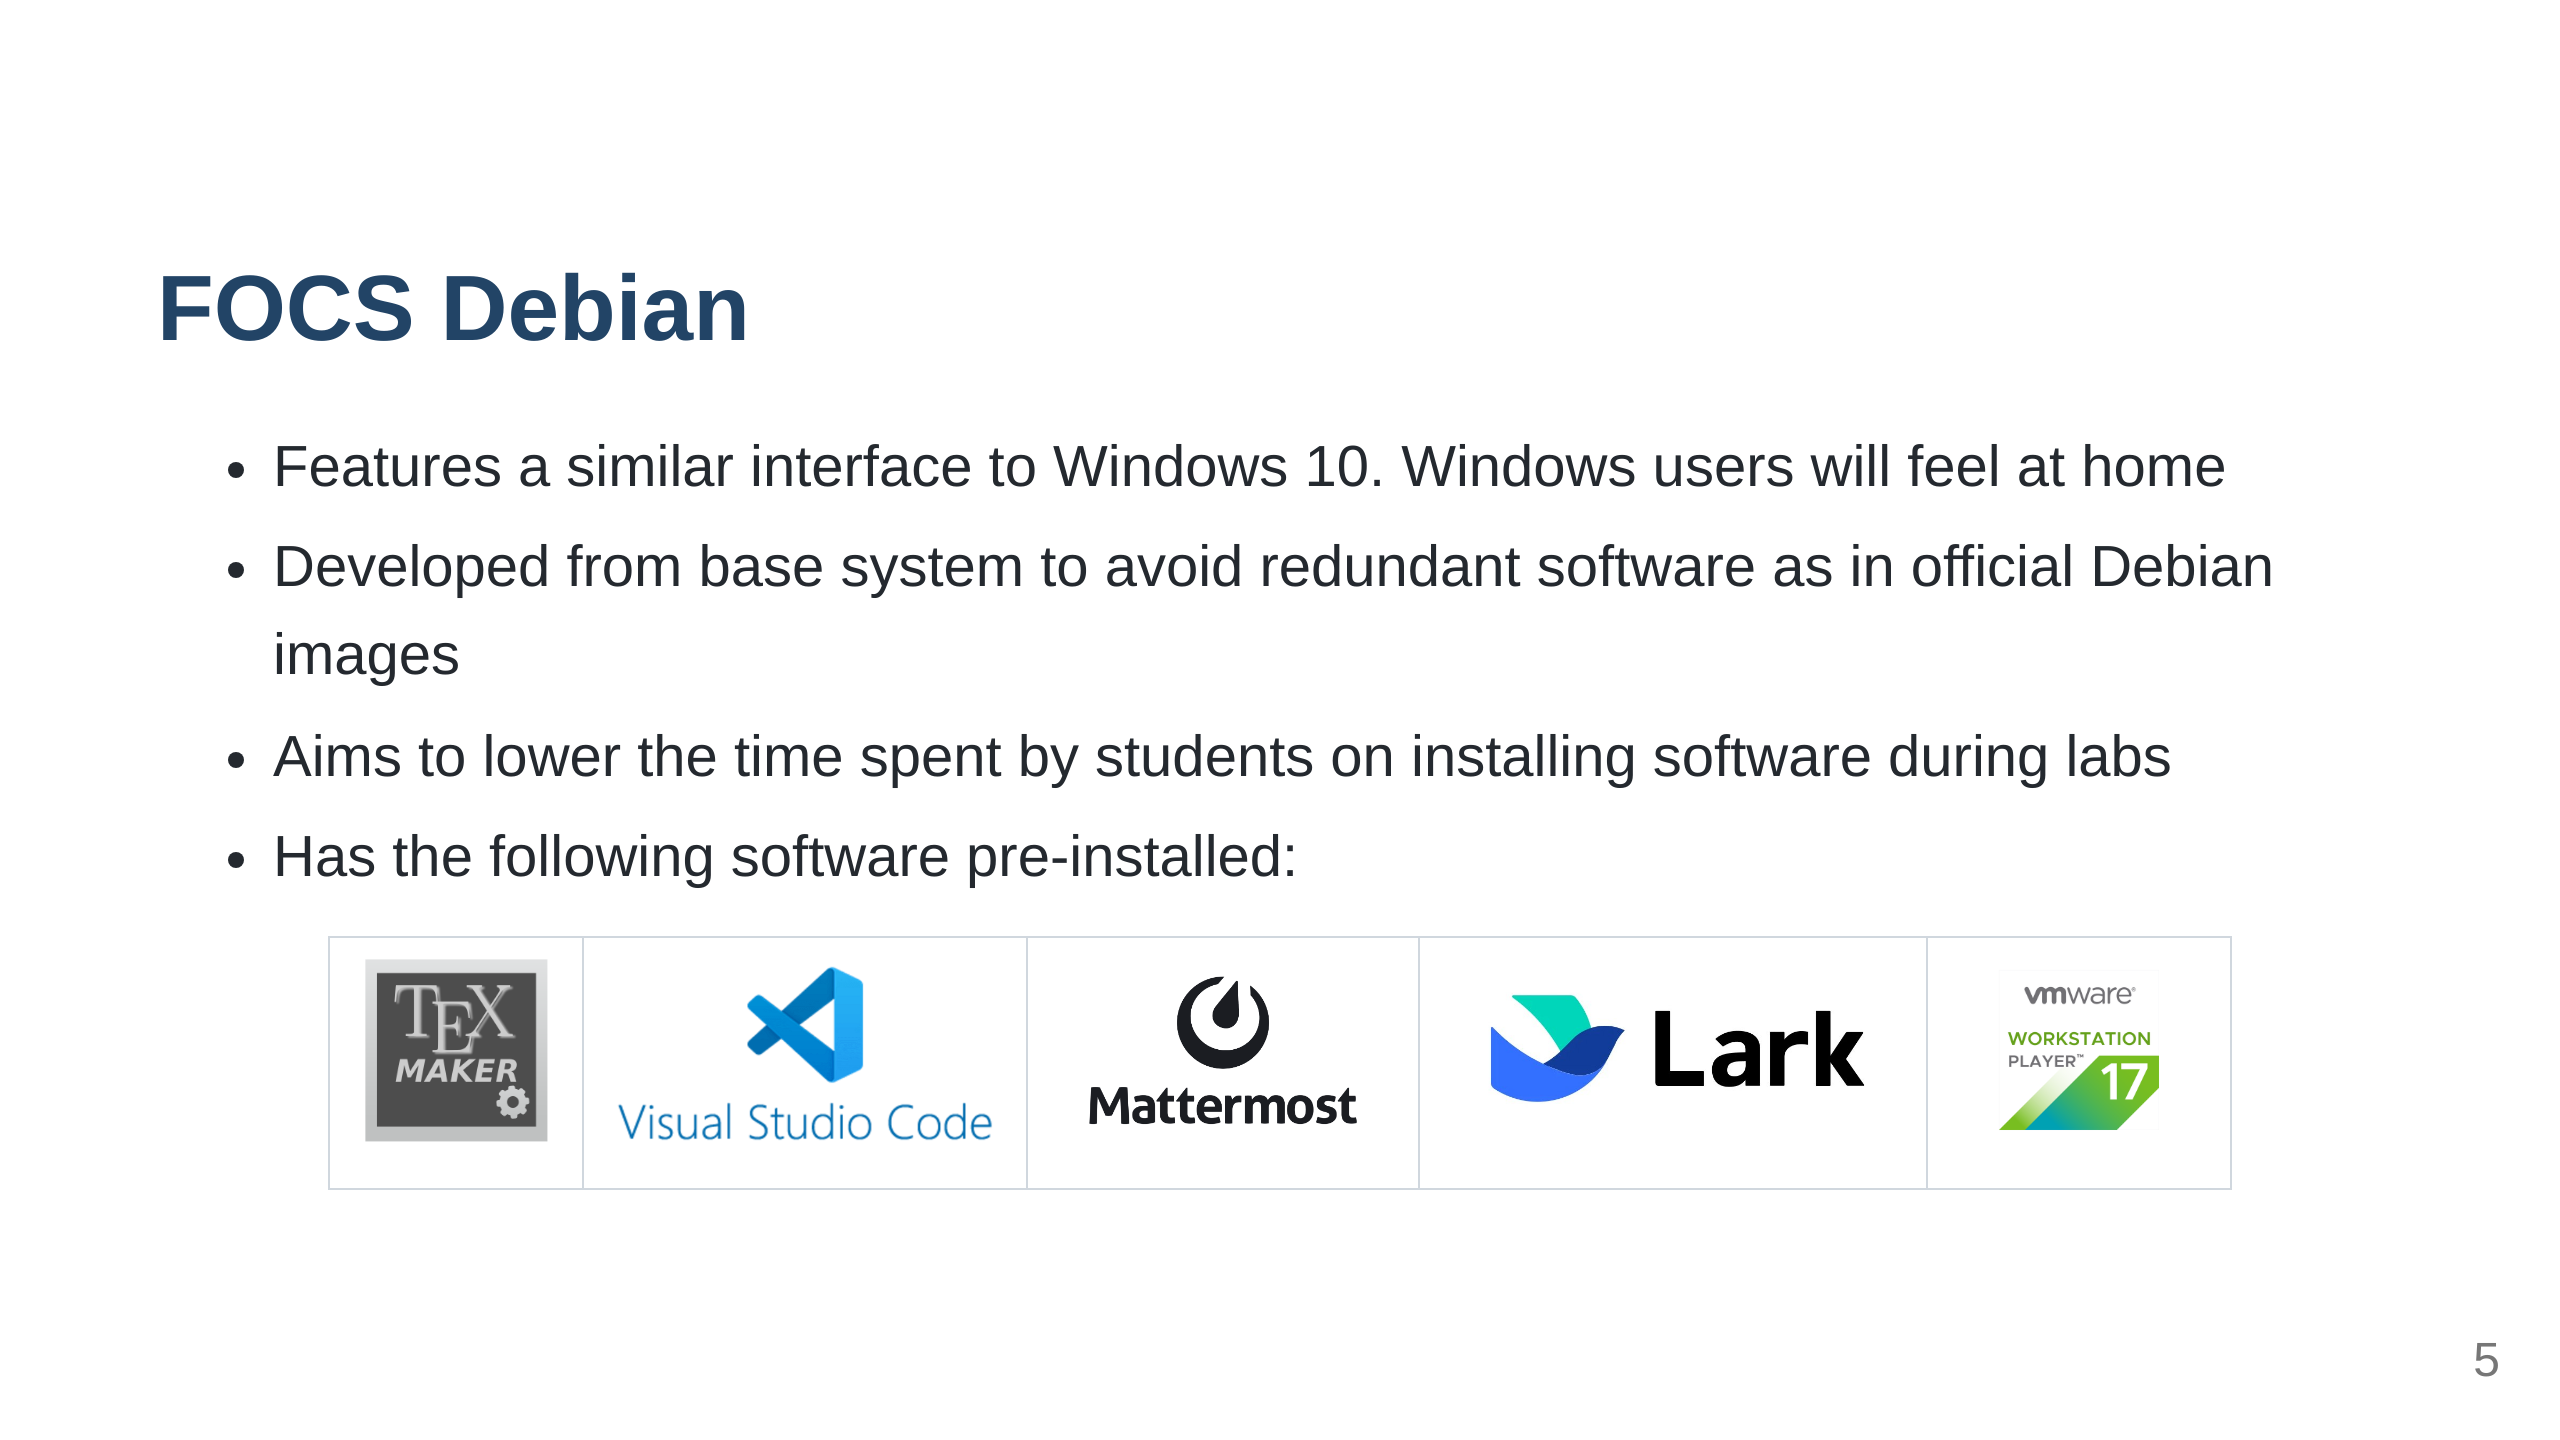 FOCS Debian
• Features a similar interface to Windows 10. Windows users will feel at home
• Developed from base system to avoid redundant software as in official Debian
images
• Aims to lower the time spent by students on installing software during labs
• Has the following software pre-installed:
TEX
MAKER
Visual Studio Code
Mattermost
Lark
vmware®
WORKSTATION
PLAYER™
17
5